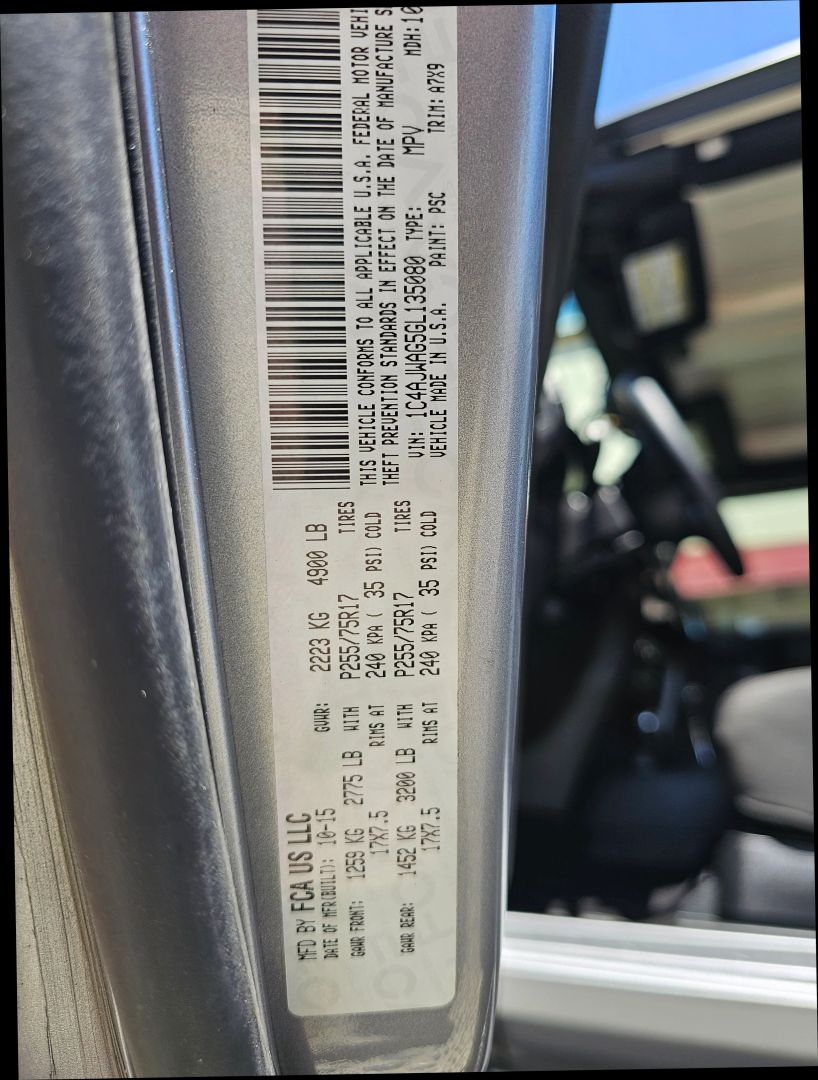 MFD BY FCA US LLC
DATE OF MFR(BUILT): 10-15 GVWR: 2223 KG 4900 LB
GAWR FRONT: 1259 KG 2775 LB WITH P255/75R17 TIRES
17X7.5 RIMS AT 240 KPA ( 35 PSI) COLD
GAWR REAR: 1452 KG 3200 LB WITH P255/75R17 TIRES
17X7.5 RIMS AT 240 KPA ( 35 PSI) COLD
THIS VEHICLE CONFORMS TO ALL APPLICABLE U.S.A. FEDERAL MOTOR VEHI
THEFT PREVENTION STANDARDS IN EFFECT ON THE DATE OF MANUFACTURE S
VIN: 1C4AJWAG5GL135080 TYPE: MPV MDH:10
VEHICLE MADE IN U.S.A. PAINT: PSC TRIM: A7X9